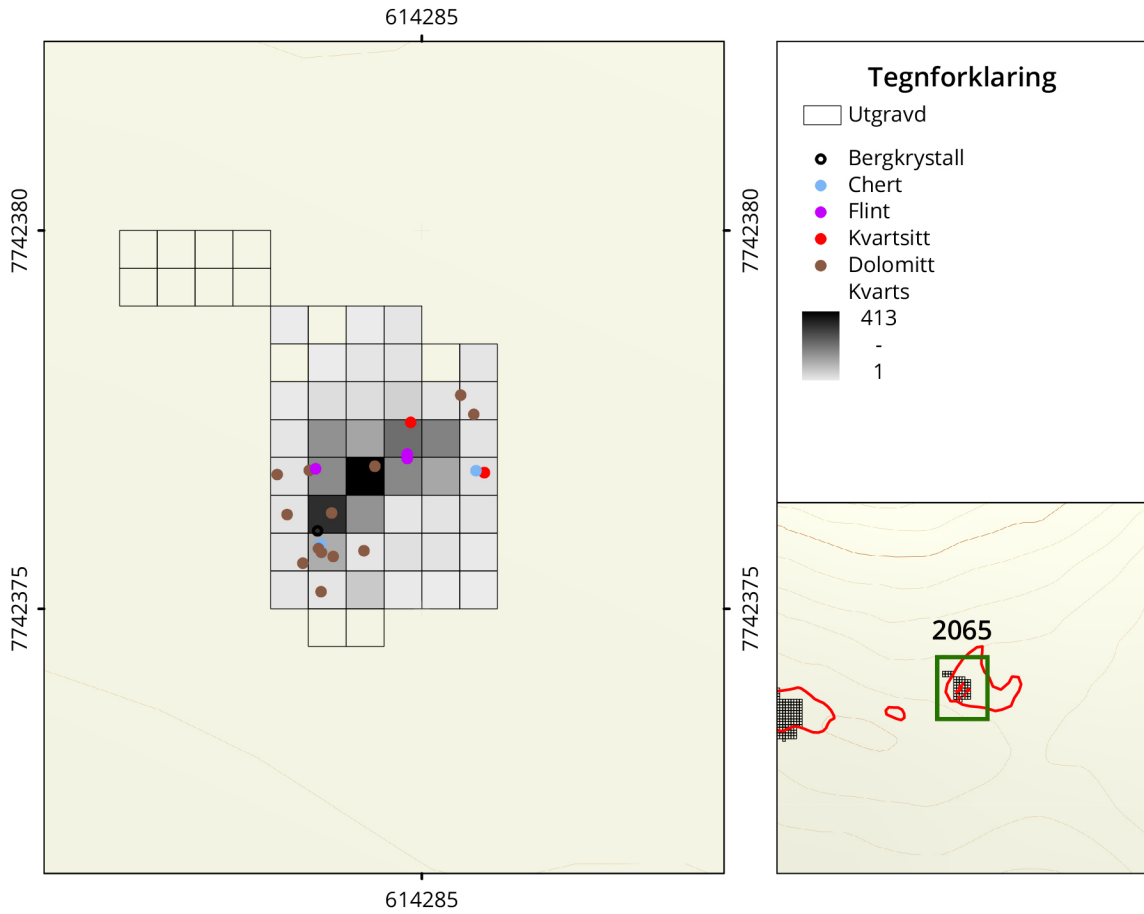 614285
7742380
7742380
7742375
7742375
614285
Tegnforklaring
Utgravd
Bergkrystall
Chert
Flint
Kvartsitt
Dolomitt
Kvarts
413
-
1
2065